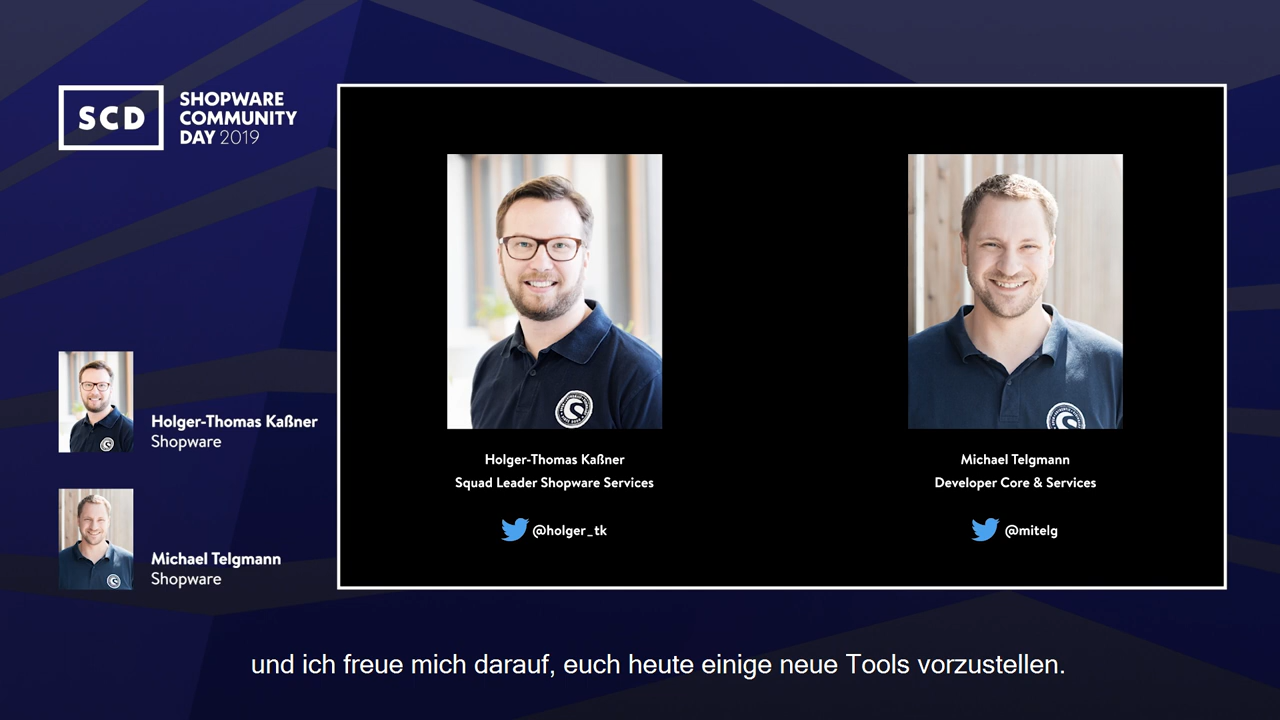 SCD
SHOPWARE
COMMUNITY
DAY 2019
Holger-Thomas Kaßner
Shopware
Michael Telgmann
Shopware
Holger-Thomas Kaßner
Squad Leader Shopware Services
@holger_tk
Michael Telgmann
Developer Core & Services
@mitelg
und ich freue mich darauf, euch heute einige neue Tools vorzustellen.